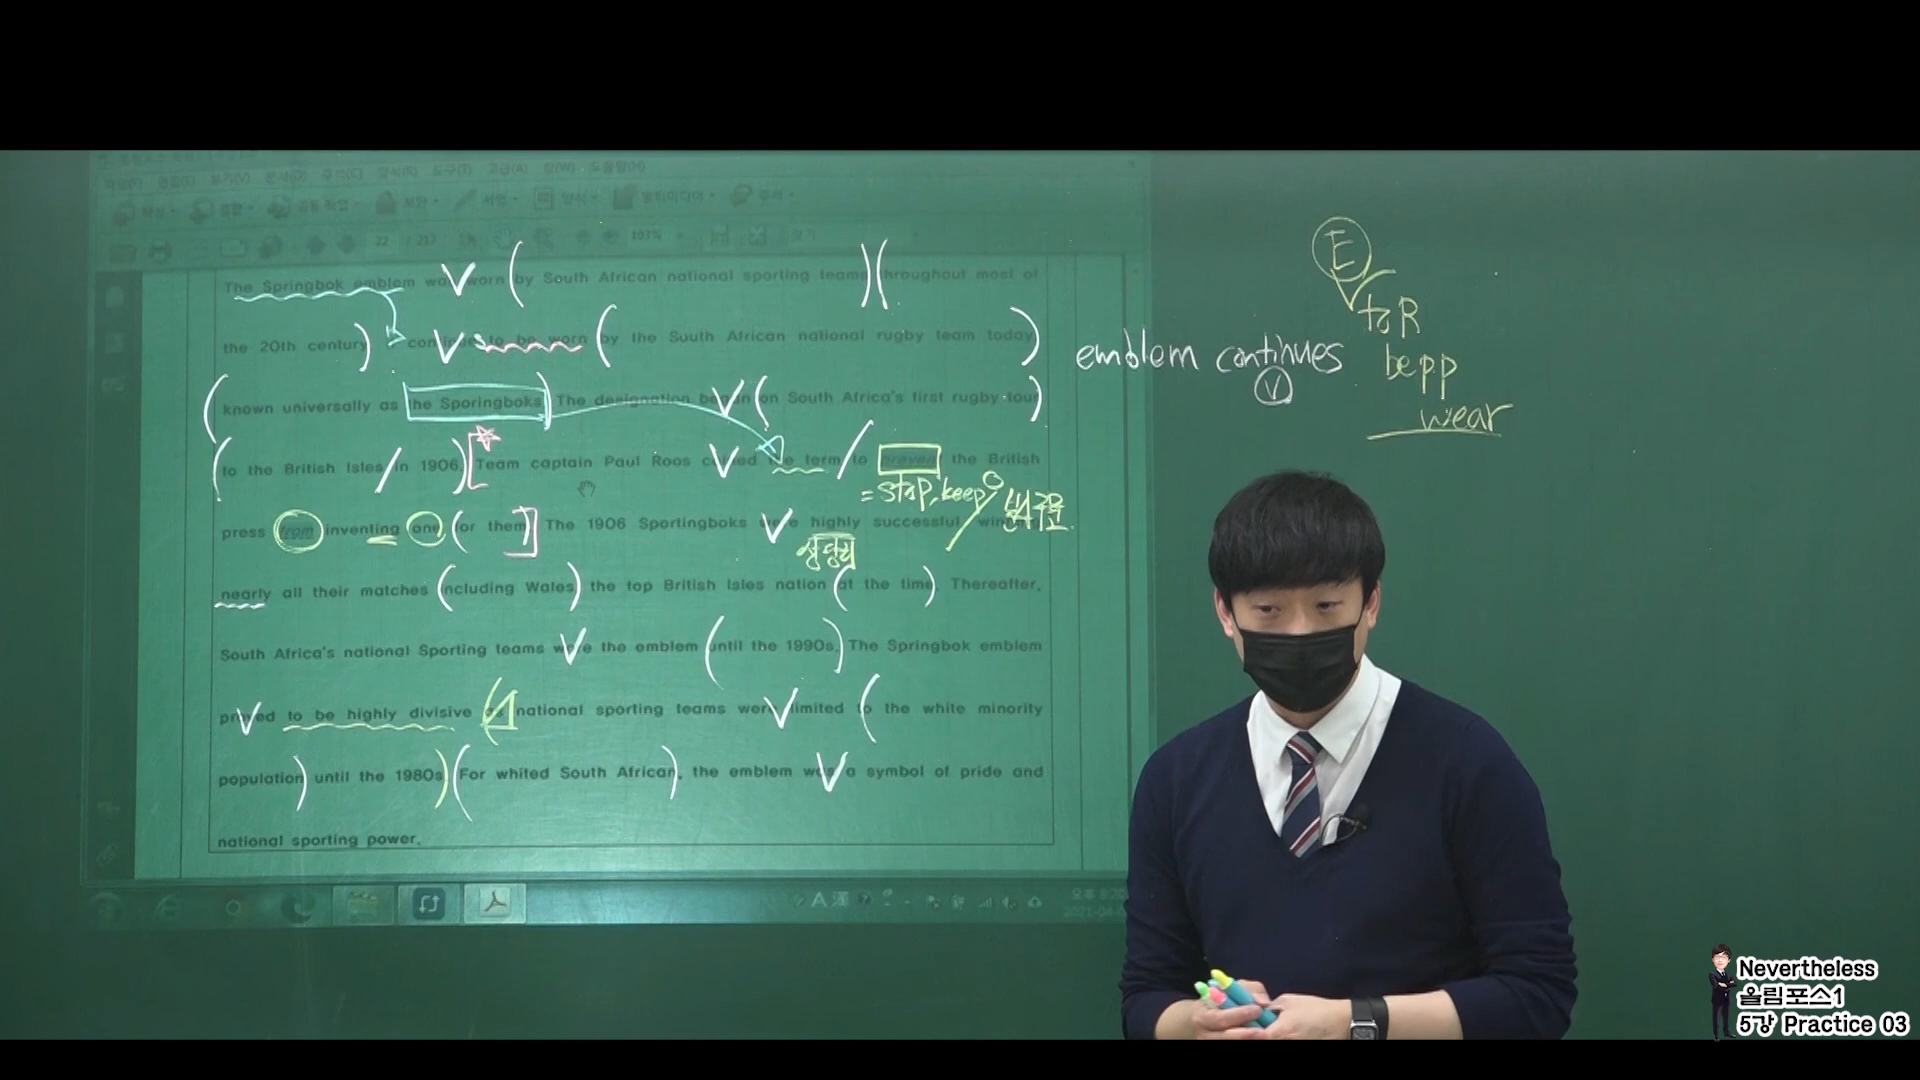 22 / 217
103%
The Springbok emblem was worn by South African national sporting teams throughout most of
the 20th century to be worn by the South African national rugby team today
known universally as the Sporingboks The designation began on South Africa's first rugby tour
to the British Isles in 1906. Team captain Paul Roos coined the term to prevent the British
= stop, keep
press from inventing one for them The 1906 Sportingboks were highly successful
nearly all their matches including Wales the top British Isles nation at the time. Thereafter,
South Africa's national Sporting teams the emblem until the 1990s. The Springbok emblem
proved to be highly divisive as national sporting teams were limited to the white minority
population until the 1980s For whited South African, the emblem was a symbol of pride and
national sporting power.
E
V
to R
emblem continues be pp
V
wear
Nevertheless
올림포스1
5강 Practice 03